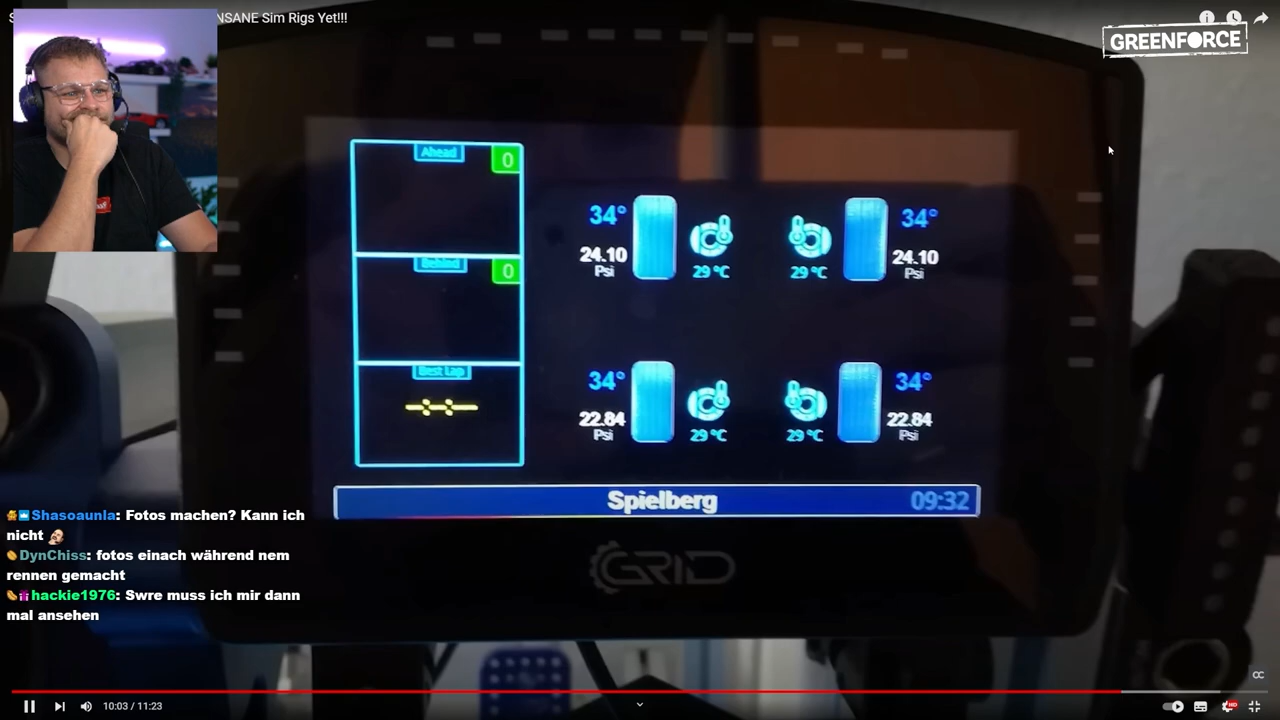 NSANE Sim Rigs Yet!!!
GREENFORCE
Ahead 0
Behind 0
Best Lap
34° 34°
24.10 24.10
Psi 29 °C 29 °C Psi
34° 34°
22.84 22.84
Psi 29 °C 29 °C Psi
Spielberg 09:32
GRID
Shasoaunla: Fotos machen? Kann ich
nicht
DynChiss: fotos einach während nem
rennen gemacht
hackie1976: Swre muss ich mir dann
mal ansehen
CC
10:03 / 11:23
HD